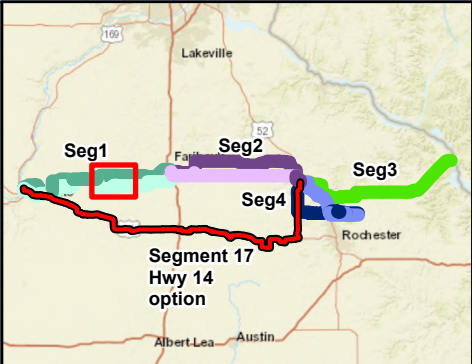 169
Lakeville
52
Seg1
Seg2
Seg3
Seg4
Rochester
Segment 17
Hwy 14
option
Albert Lea
Austin